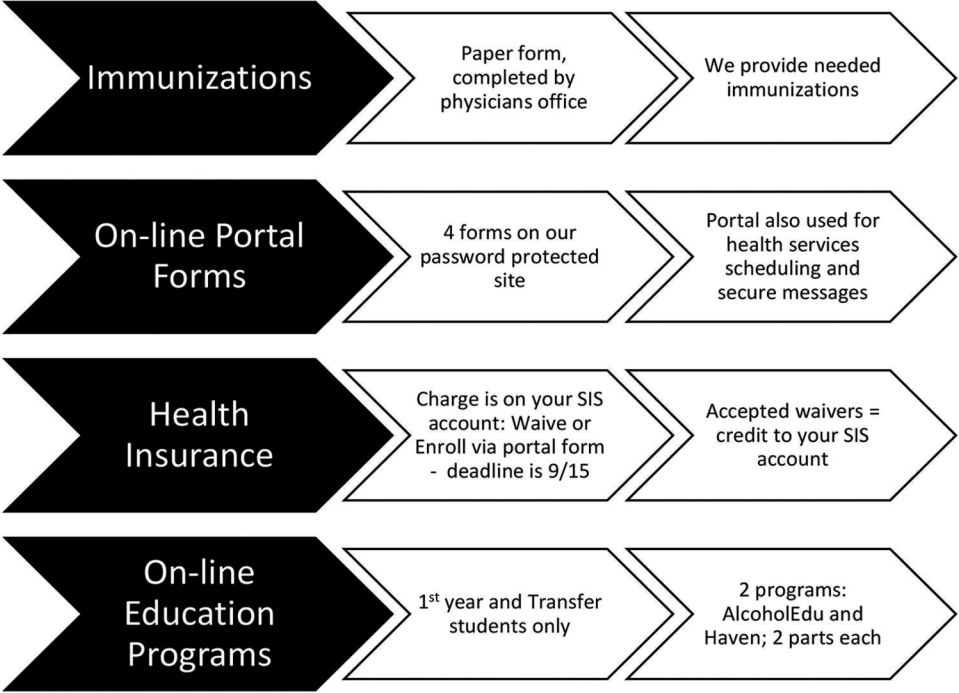 Immunizations
Paper form,
completed by
physicians office
We provide needed
immunizations
On-line Portal
Forms
4 forms on our
password protected
site
Portal also used for
health services
scheduling and
secure messages
Health
Insurance
Charge is on your SIS
account: Waive or
Enroll via portal form
- deadline is 9/15
Accepted waivers =
credit to your SIS
account
On-line
Education
Programs
1st year and Transfer
students only
2 programs:
AlcoholEdu and
Haven; 2 parts each